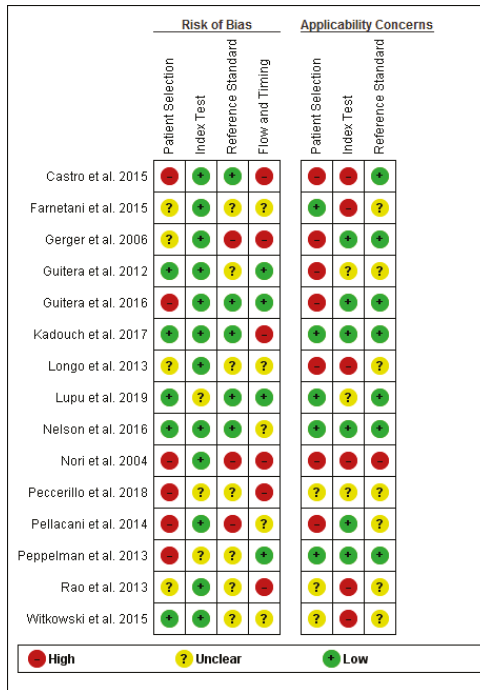 Risk of Bias Applicability Concerns
Patient Selection Index Test Reference Standard Flow and Timing Patient Selection Index Test Reference Standard
Castro et al. 2015 - + + - - - +
Farnetani et al. 2015 ? + ? ? + - ?
Gerger et al. 2006 ? + - - - + +
Guitera et al. 2012 + + ? + - ? ?
Guitera et al. 2016 - + + + - + +
Kadouch et al. 2017 + + + - + + +
Longo et al. 2013 ? + ? ? - - ?
Lupu et al. 2019 + ? + + + ? +
Nelson et al. 2016 + + + ? + + +
Nori et al. 2004 - + - - - - -
Peccerillo et al. 2018 - ? ? - ? ? ?
Pellacani et al. 2014 - + - ? - + ?
Peppelman et al. 2013 - ? ? + + + +
Rao et al. 2013 ? + ? - ? - ?
Witkowski et al. 2015 + + ? ? ? - ?
- High ? Unclear + Low